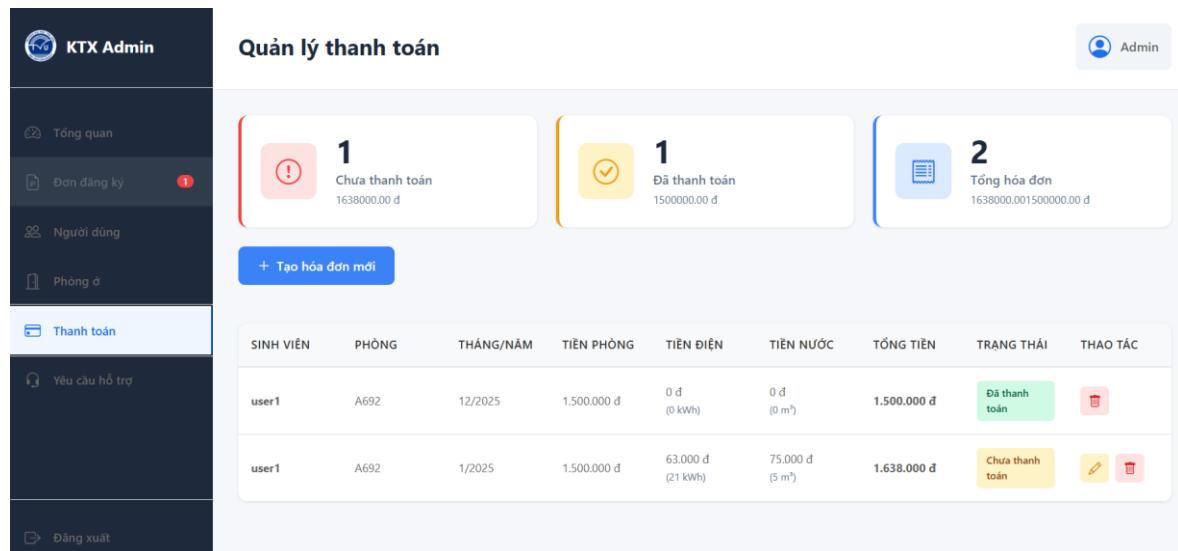 KTX Admin
Tổng quan
Đơn đăng ký 1
Người dùng
Phòng ở
Thanh toán
Yêu cầu hỗ trợ
Đăng xuất
Quản lý thanh toán
Admin
1
Chưa thanh toán
1638000.00 đ
1
Đã thanh toán
1500000.00 đ
2
Tổng hóa đơn
1638000.001500000.00 đ
+ Tạo hóa đơn mới
SINH VIÊN PHÒNG THÁNG/NĂM TIỀN PHÒNG TIỀN ĐIỆN TIỀN NƯỚC TỔNG TIỀN TRẠNG THÁI THAO TÁC
user1 A692 12/2025 1.500.000 đ 0 đ 0 đ 1.500.000 đ Đã thanh
(0 kWh) (0 m³) toán
user1 A692 1/2025 1.500.000 đ 63.000 đ 75.000 đ 1.638.000 đ Chưa thanh
(21 kWh) (5 m³) toán